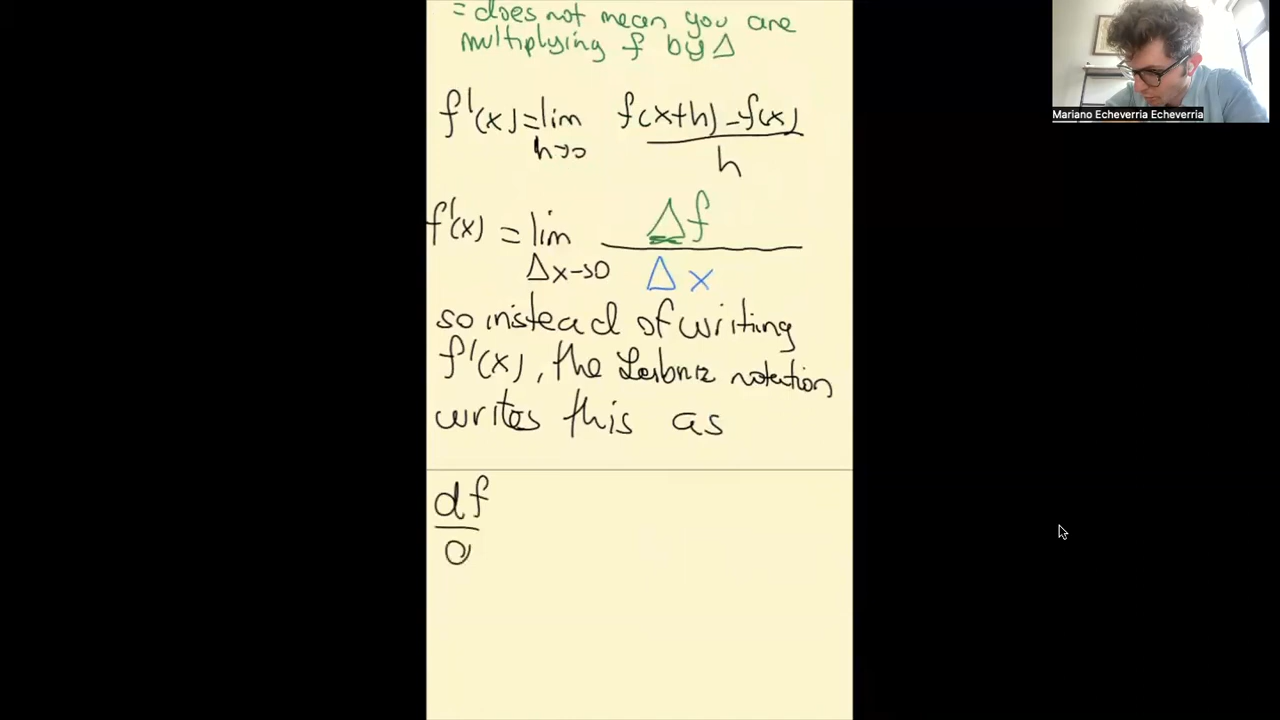 = does not mean you are
multiplying f by Δ
f'(x) = lim h→0 f(x+h) - f(x) / h
f'(x) = lim Δx→0 Δf / Δx
so instead of writing
f'(x), the Leibniz notation
writes this as
df
Mariano Echeverria Echeverria